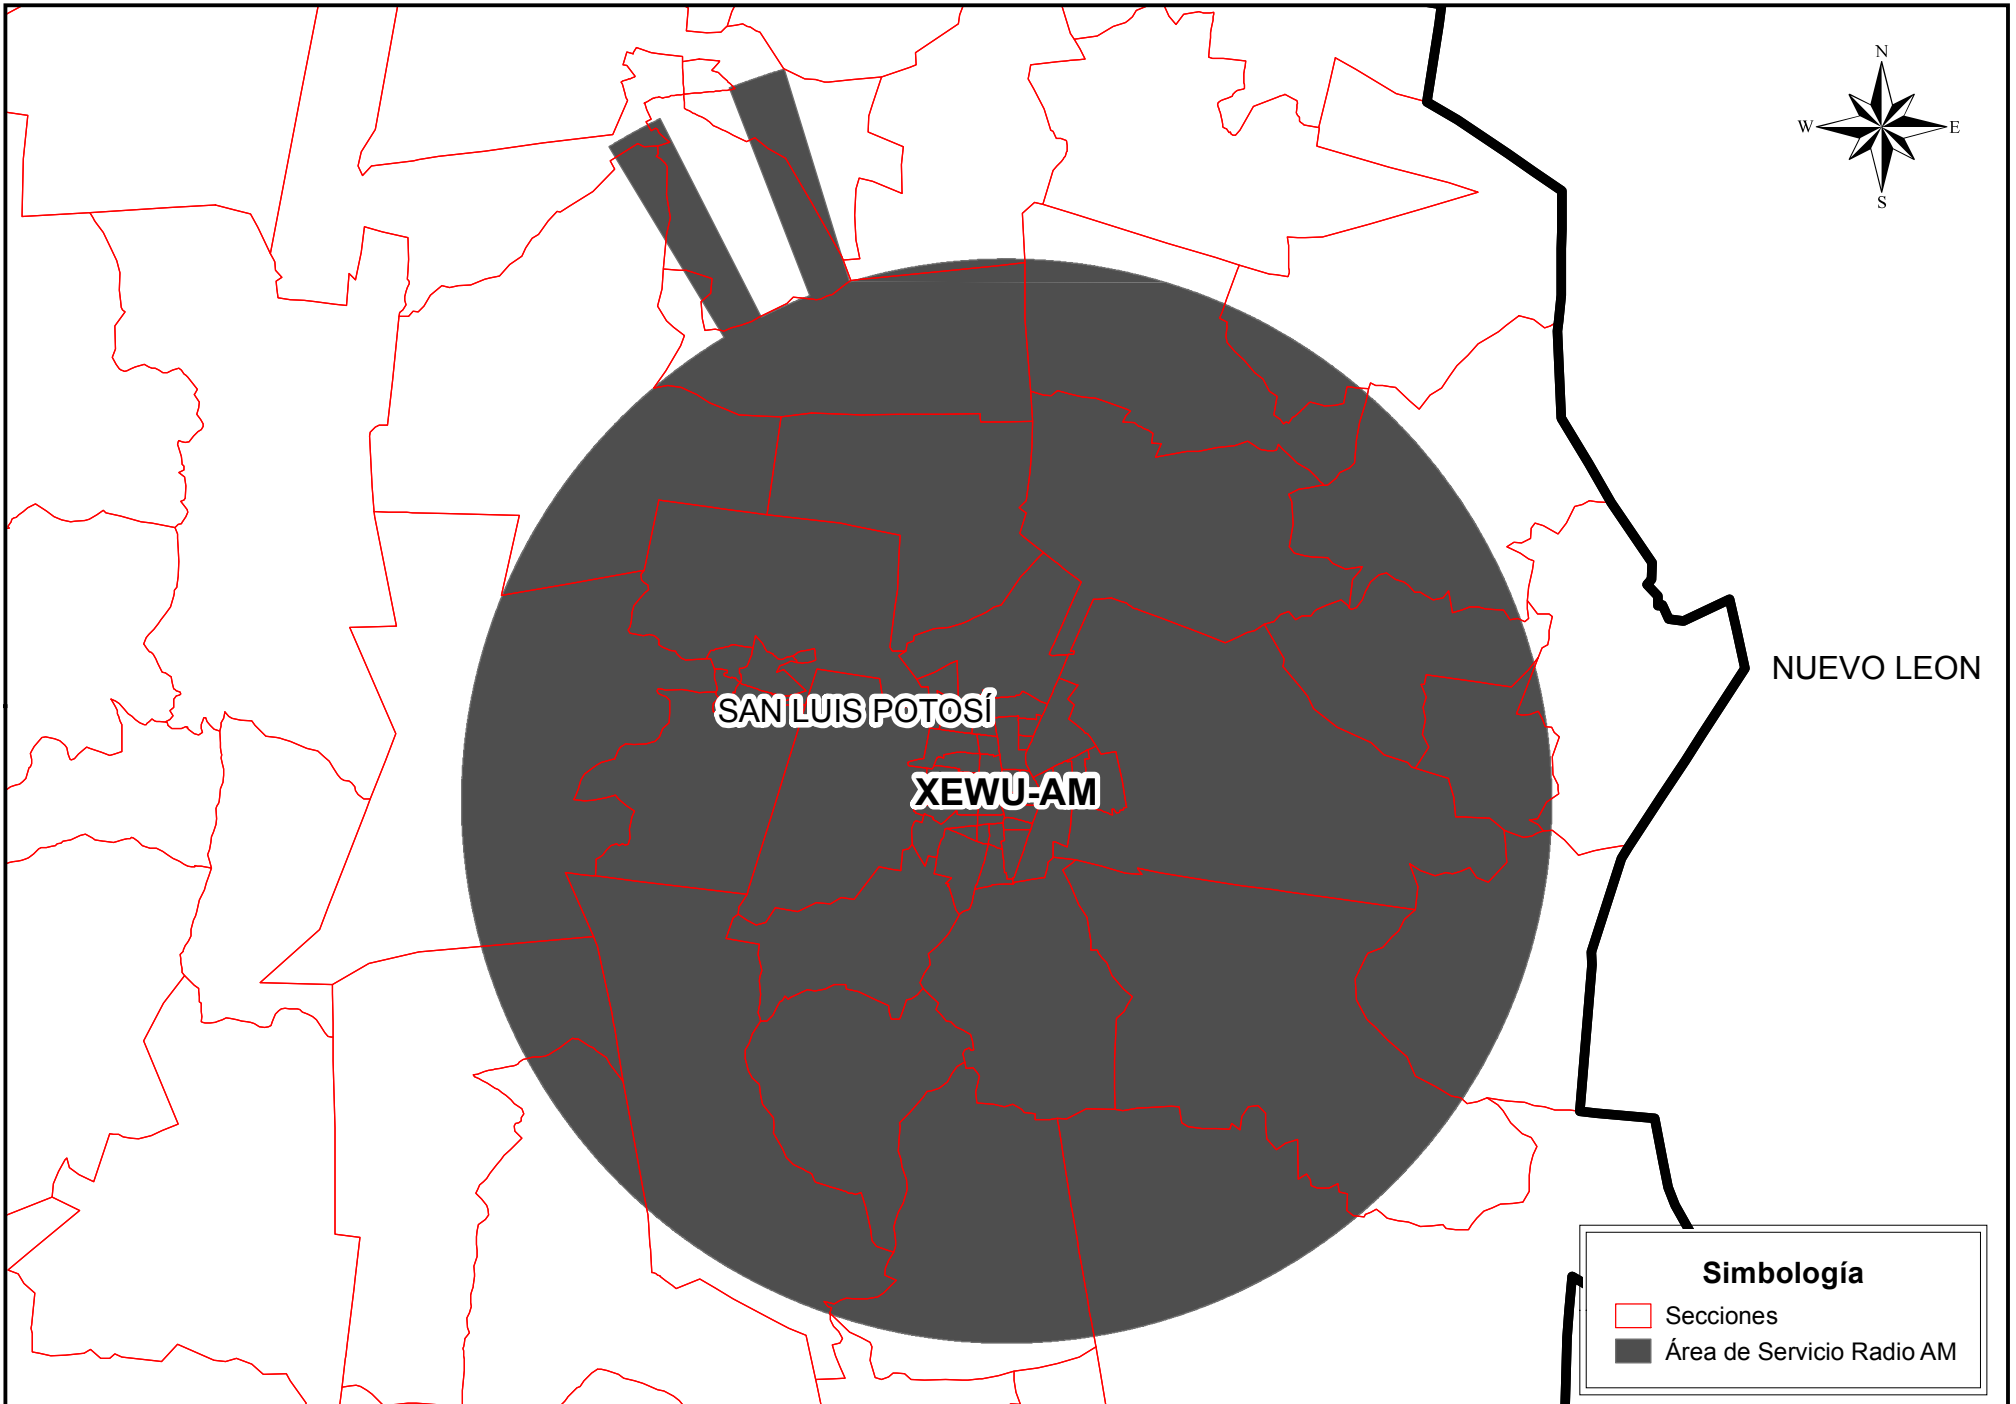 N
W E
S
NUEVO LEON
SAN LUIS POTOSÍ
XEWU-AM
Simbología
Secciones
Área de Servicio Radio AM